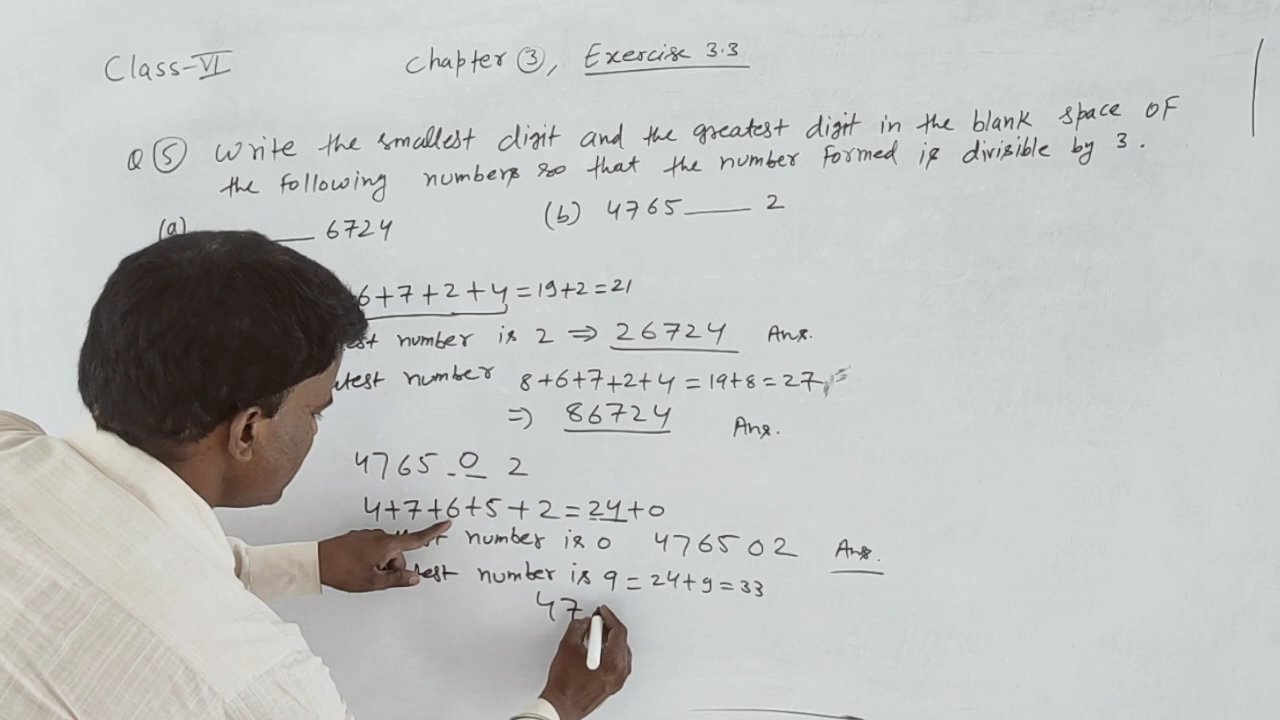 Class-VI Chapter ③, Exercise 3.3
Q ⑤ Write the smallest digit and the greatest digit in the blank space of
the following numbers so that the number formed is divisible by 3.
(a) ____ 6724 (b) 4765 ____ 2
6+7+2+4 = 19+2 = 21
number is 2 ⇒ 26724 Ans.
number 8+6+7+2+4 = 19+8 = 27
⇒ 86724 Ans.
4765 _0_ 2
4+7+6+5+2 = 24+0
number is 0 476502 Ans.
number is 9 = 24+9 = 33
47